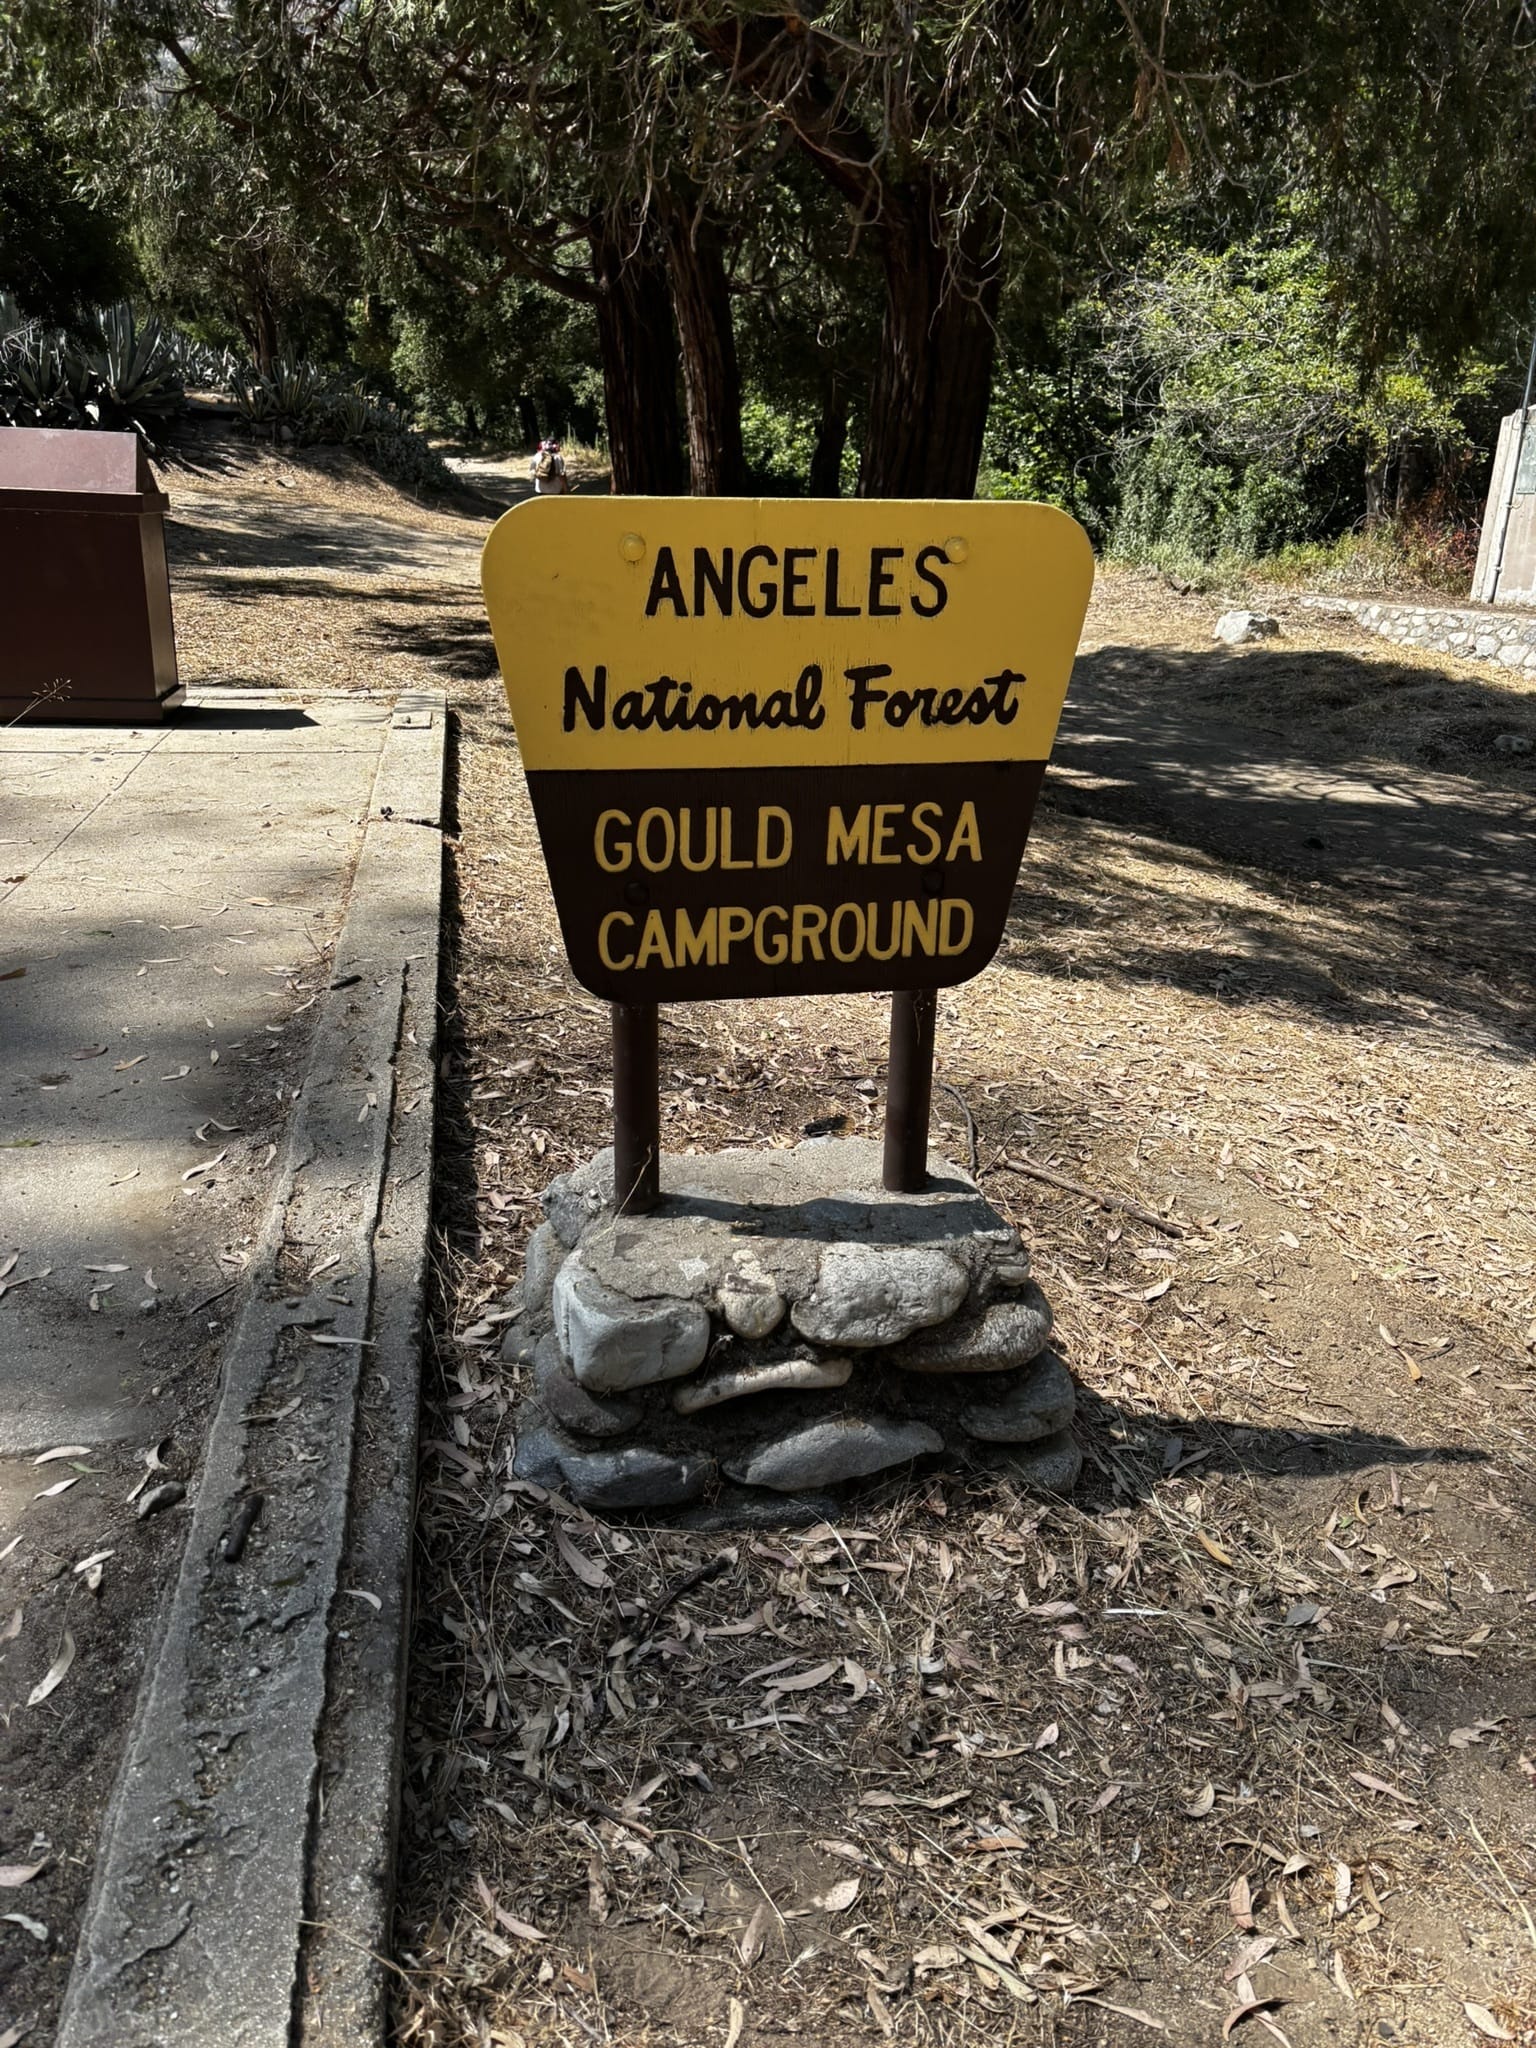 ANGELES
National Forest
GOULD MESA
CAMPGROUND